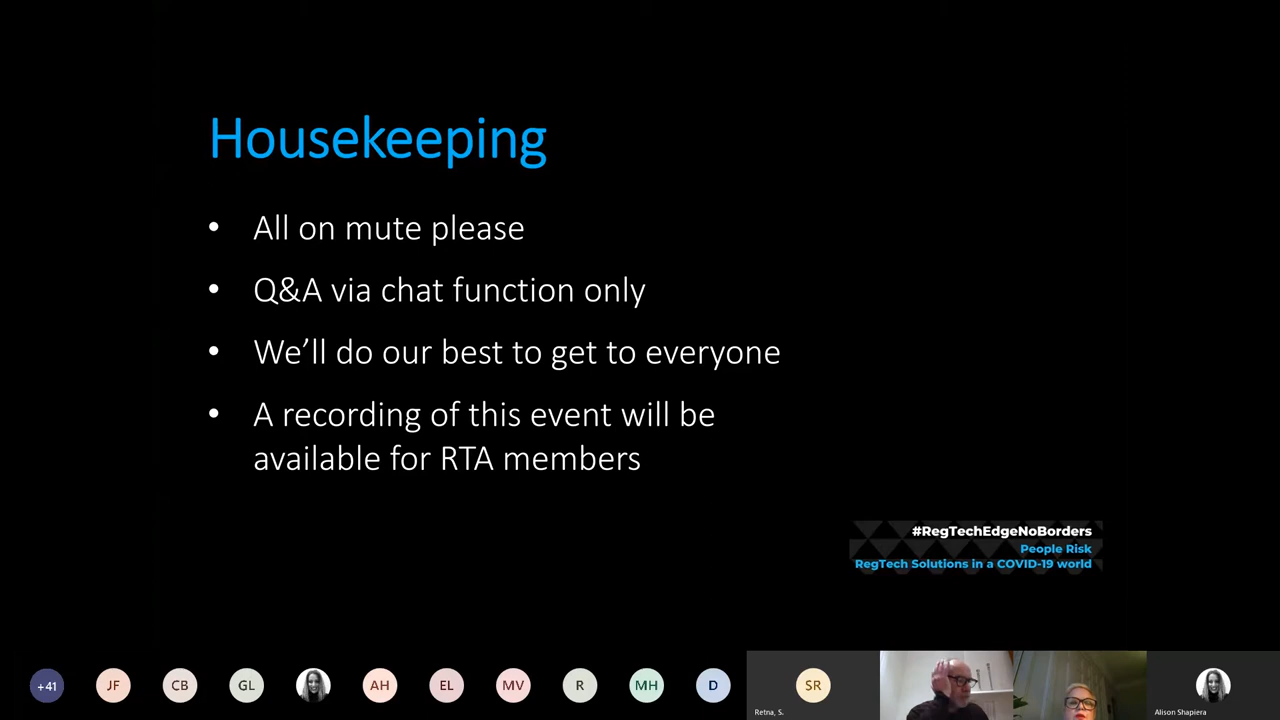 Housekeeping
• All on mute please
• Q&A via chat function only
• We’ll do our best to get to everyone
• A recording of this event will be
available for RTA members
#RegTechEdgeNoBorders
People Risk
RegTech Solutions in a COVID-19 world
+41
JF
CB
GL
AH
EL
MV
R
MH
D
SR
Retna, S.
Alison Shapiera